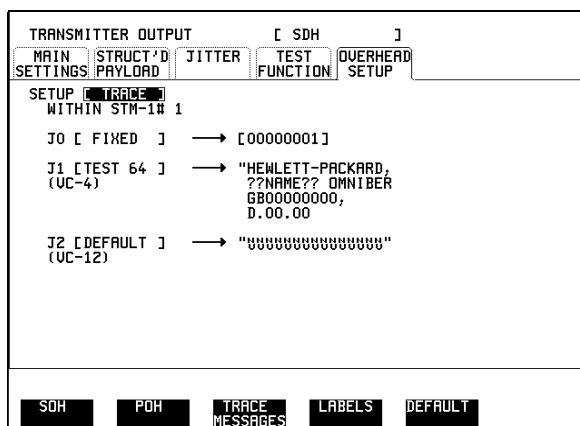 TRANSMITTER OUTPUT [ SDH ]
MAIN SETTINGS STRUCT'D PAYLOAD JITTER TEST FUNCTION OVERHEAD SETUP
SETUP [ TRACE ]
WITHIN STM-1# 1
J0 [ FIXED ] → [00000001]
J1 [TEST 64 ] → "HEWLETT-PACKARD,
(VC-4) ??NAME?? OMNIBER
GB00000000,
D.00.00
J2 [DEFAULT ] →
(VC-12)
SOH POH TRACE MESSAGES LABELS DEFAULT